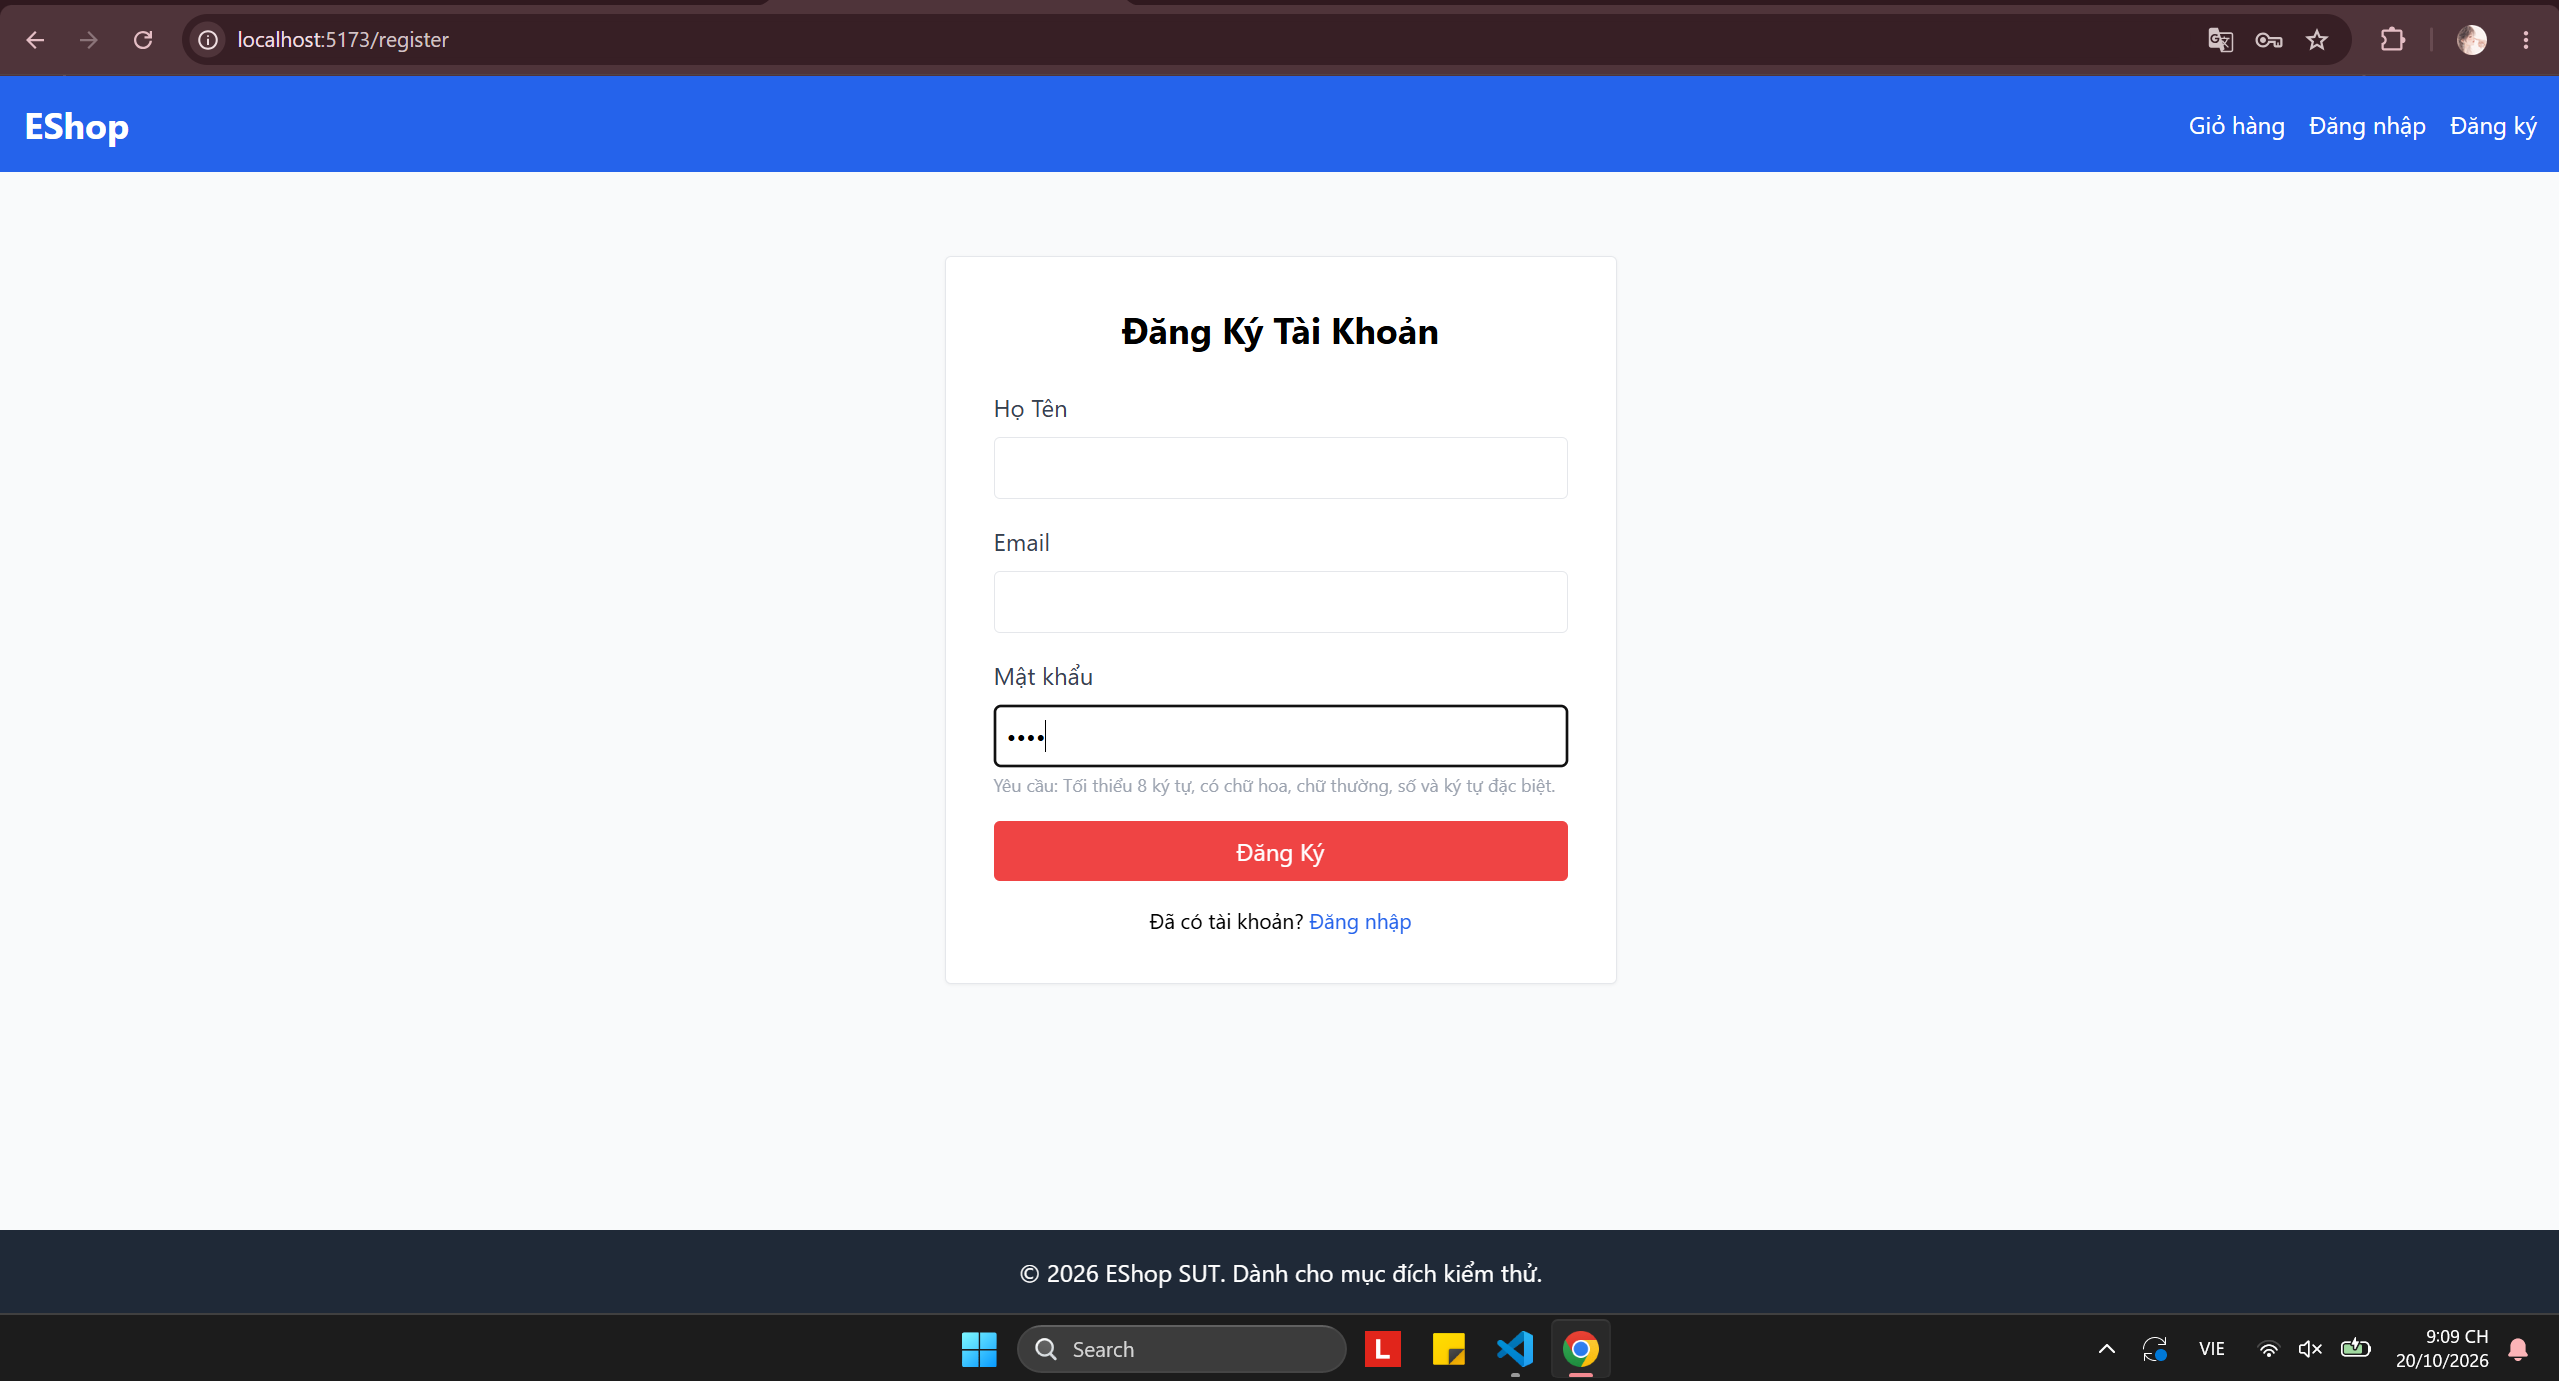 localhost:5173/register
EShop
Giỏ hàng Đăng nhập Đăng ký
Đăng Ký Tài Khoản
Họ Tên
Email
Mật khẩu
••••
Yêu cầu: Tối thiểu 8 ký tự, có chữ hoa, chữ thường, số và ký tự đặc biệt.
Đăng Ký
Đã có tài khoản? Đăng nhập
© 2026 EShop SUT. Dành cho mục đích kiểm thử.
Search
L
VIE
9:09 CH
20/10/2026